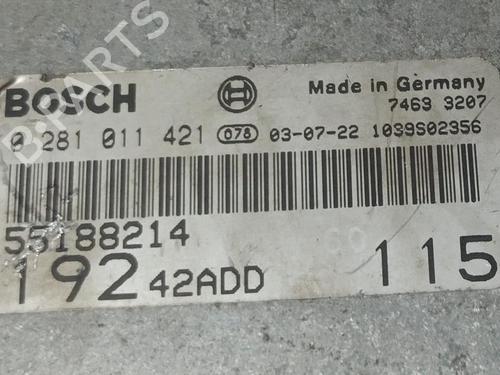 B-PARTS
BOSCH
Made in Germany
7463 3207
0 281 011 421 078 03-07-22 1039S02356
55188214
192 42ADD 115